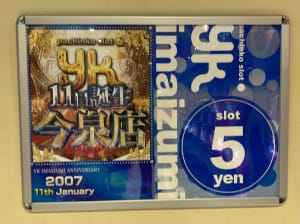 pachinko slot
yk
11日誕生
今泉店
YK IMAIZUMI ANNIVERSARY
2007
11th January
pachinko slot
yk
imaizumi
slot
5
yen